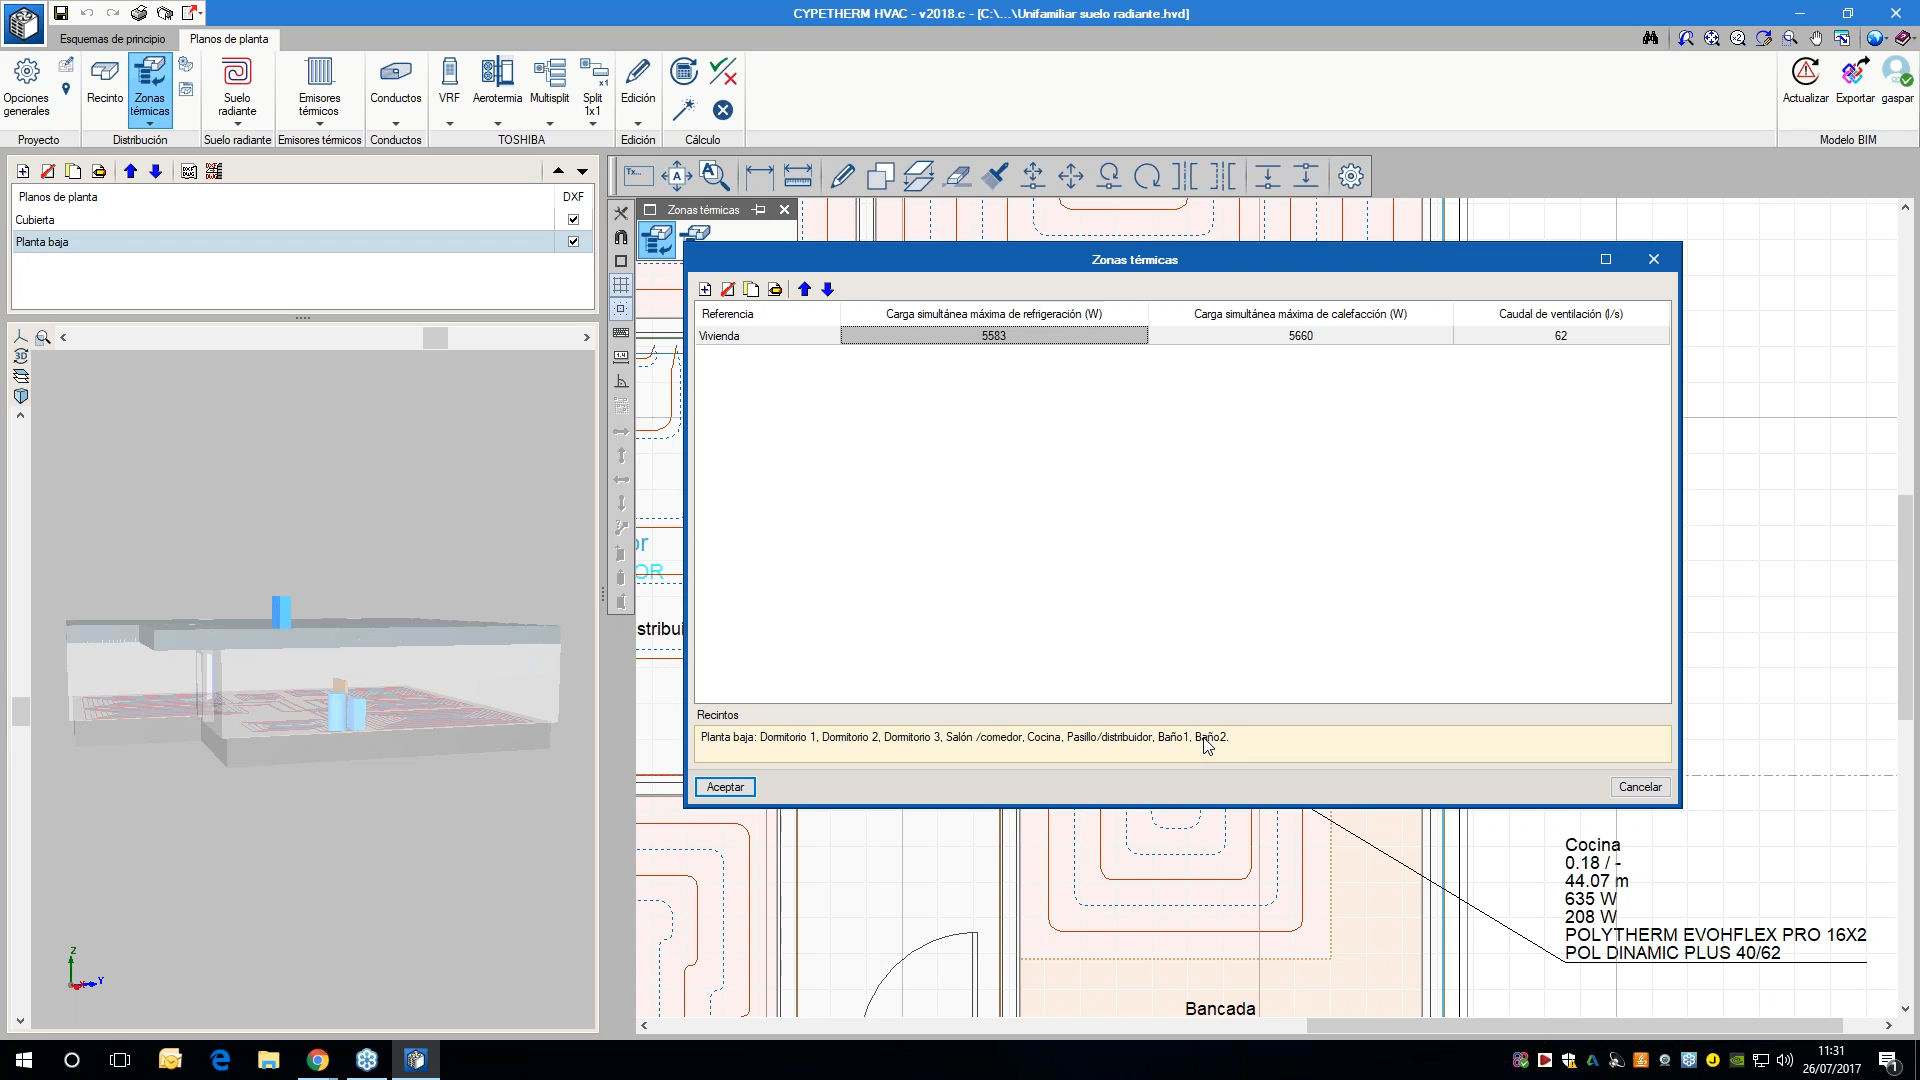 CYPETHERM HVAC - v2018.c - [C:\...\Unifamiliar suelo radiante.hvd]
Esquemas de principio
Planos de planta
Opciones generales
Recinto
Zonas térmicas
Suelo radiante
Emisores térmicos
Conductos
VRF
Aerotermia
Multisplit
Split 1x1
Edición
Actualizar
Exportar
gaspar
Proyecto
Distribución
Suelo radiante
Emisores térmicos
Conductos
TOSHIBA
Edición
Cálculo
Modelo BIM
Planos de planta
DXF
Cubierta
Planta baja
Zonas térmicas
Zonas térmicas
Referencia
Carga simultánea máxima de refrigeración (W)
Carga simultánea máxima de calefacción (W)
Caudal de ventilación (l/s)
Vivienda
5583
5660
62
or
OR
stribui
Recintos
Planta baja: Dormitorio 1, Dormitorio 2, Dormitorio 3, Salón /comedor, Cocina, Pasillo/distribuidor, Baño1, Baño2.
Aceptar
Cancelar
Cocina
0.18 / -
44.07 m
635 W
208 W
POLYTHERM EVOHFLEX PRO 16X2
POL DINAMIC PLUS 40/62
Bancada
Z
Y
11:31
26/07/2017